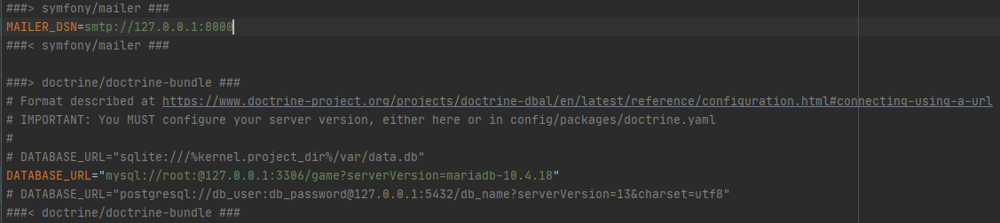 ###> symfony/mailer ###
MAILER_DSN=smtp://127.0.0.1:8000
###< symfony/mailer ###
###> doctrine/doctrine-bundle ###
# Format described at https://www.doctrine-project.org/projects/doctrine-dbal/en/latest/reference/configuration.html#connecting-using-a-url
# IMPORTANT: You MUST configure your server version, either here or in config/packages/doctrine.yaml
#
# DATABASE_URL="sqlite:///%kernel.project_dir%/var/data.db"
DATABASE_URL="mysql://root:@127.0.0.1:3306/game?serverVersion=mariadb-10.4.18"
# DATABASE_URL="postgresql://db_user:db_password@127.0.0.1:5432/db_name?serverVersion=13&charset=utf8"
###< doctrine/doctrine-bundle ###